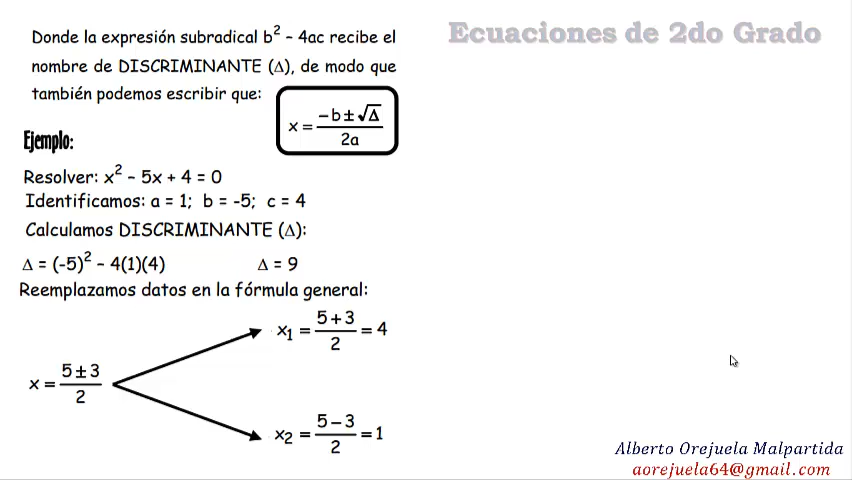 Ecuaciones de 2do Grado
Donde la expresión subradical b² - 4ac recibe el
nombre de DISCRIMINANTE (Δ), de modo que
también podemos escribir que:
x = (-b ± √Δ) / 2a
Ejemplo:
Resolver: x² - 5x + 4 = 0
Identificamos: a = 1; b = -5; c = 4
Calculamos DISCRIMINANTE (Δ):
Δ = (-5)² - 4(1)(4) Δ = 9
Reemplazamos datos en la fórmula general:
x₁ = (5 + 3) / 2 = 4
x = (5 ± 3) / 2
x₂ = (5 - 3) / 2 = 1
Alberto Orejuela Malpartida
aorejuela64@gmail.com